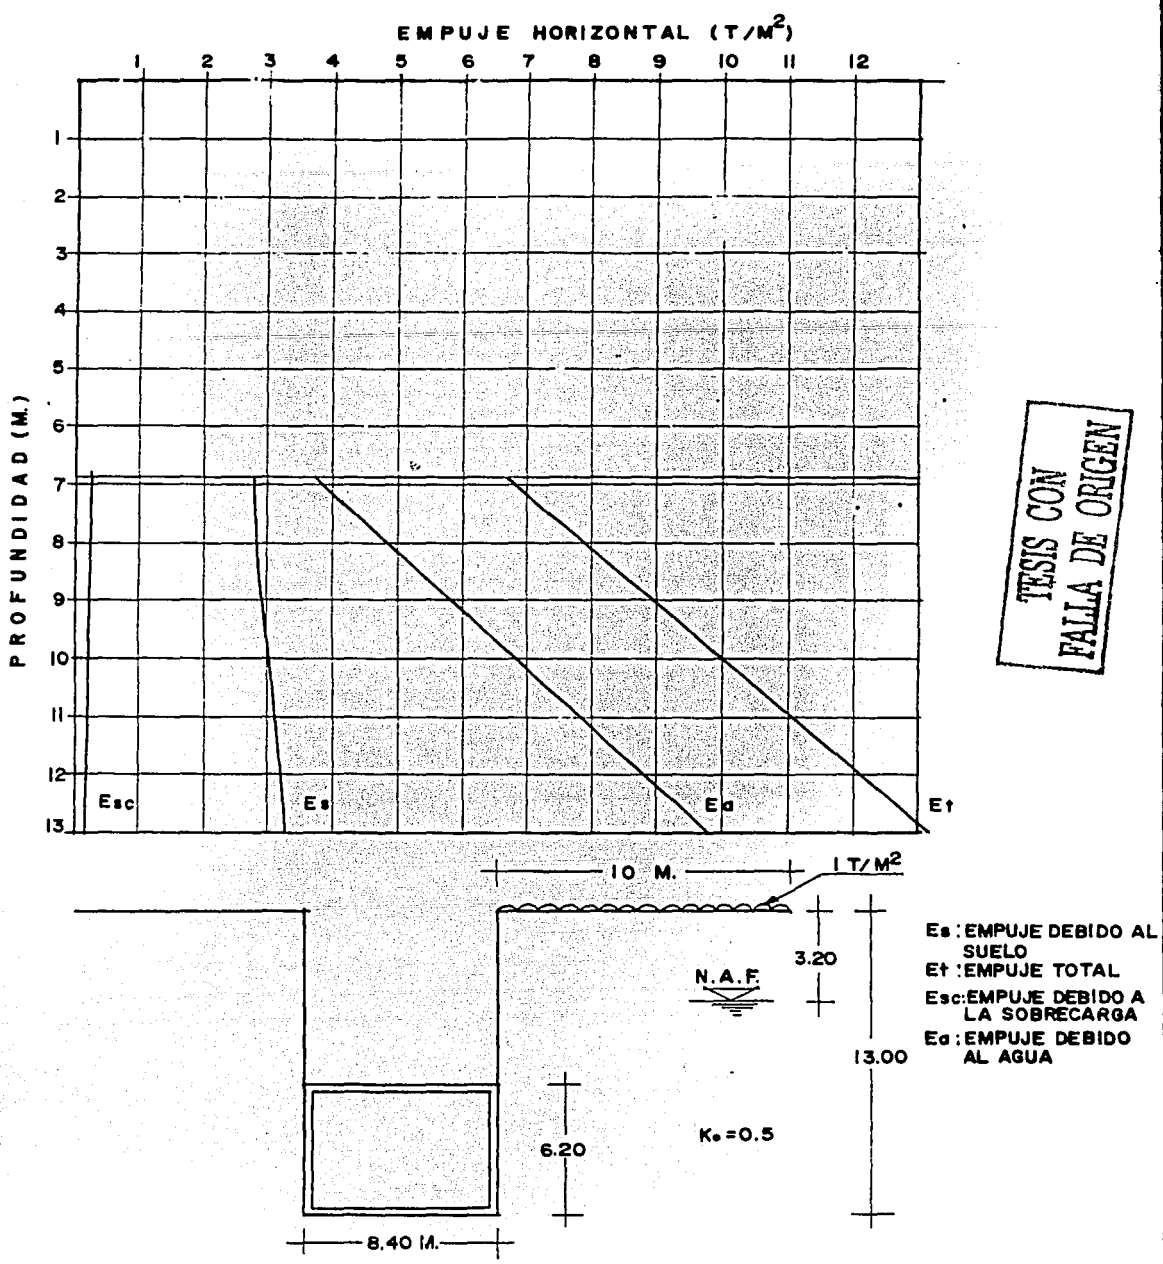 EMPUJE HORIZONTAL (T/M²)
1 2 3 4 5 6 7 8 9 10 11 12
PROFUNDIDAD (M.)
1
2
3
4
5
6
7
8
9
10
11
12
13
Esc Es Ea Et
TESIS CON
FALLA DE ORIGEN
10 M.
1 T/M²
3.20
N.A.F.
13.00
6.20
K₀=0.5
8.40 M.
Es: EMPUJE DEBIDO AL
SUELO
Et: EMPUJE TOTAL
Esc: EMPUJE DEBIDO A
LA SOBRECARGA
Ea: EMPUJE DEBIDO
AL AGUA